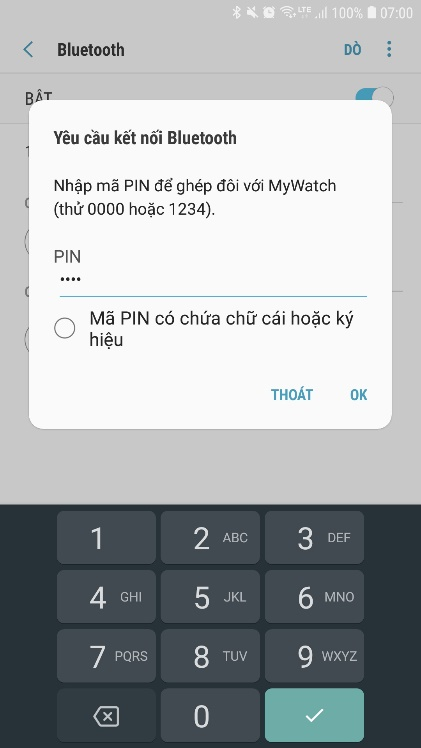 LTE 100% 07:00
Bluetooth DÒ
BẬT
Yêu cầu kết nối Bluetooth
Nhập mã PIN để ghép đôi với MyWatch
(thử 0000 hoặc 1234).
PIN
••••
Mã PIN có chứa chữ cái hoặc ký
hiệu
THOÁT OK
1 2 ABC 3 DEF
4 GHI 5 JKL 6 MNO
7 PQRS 8 TUV 9 WXYZ
0